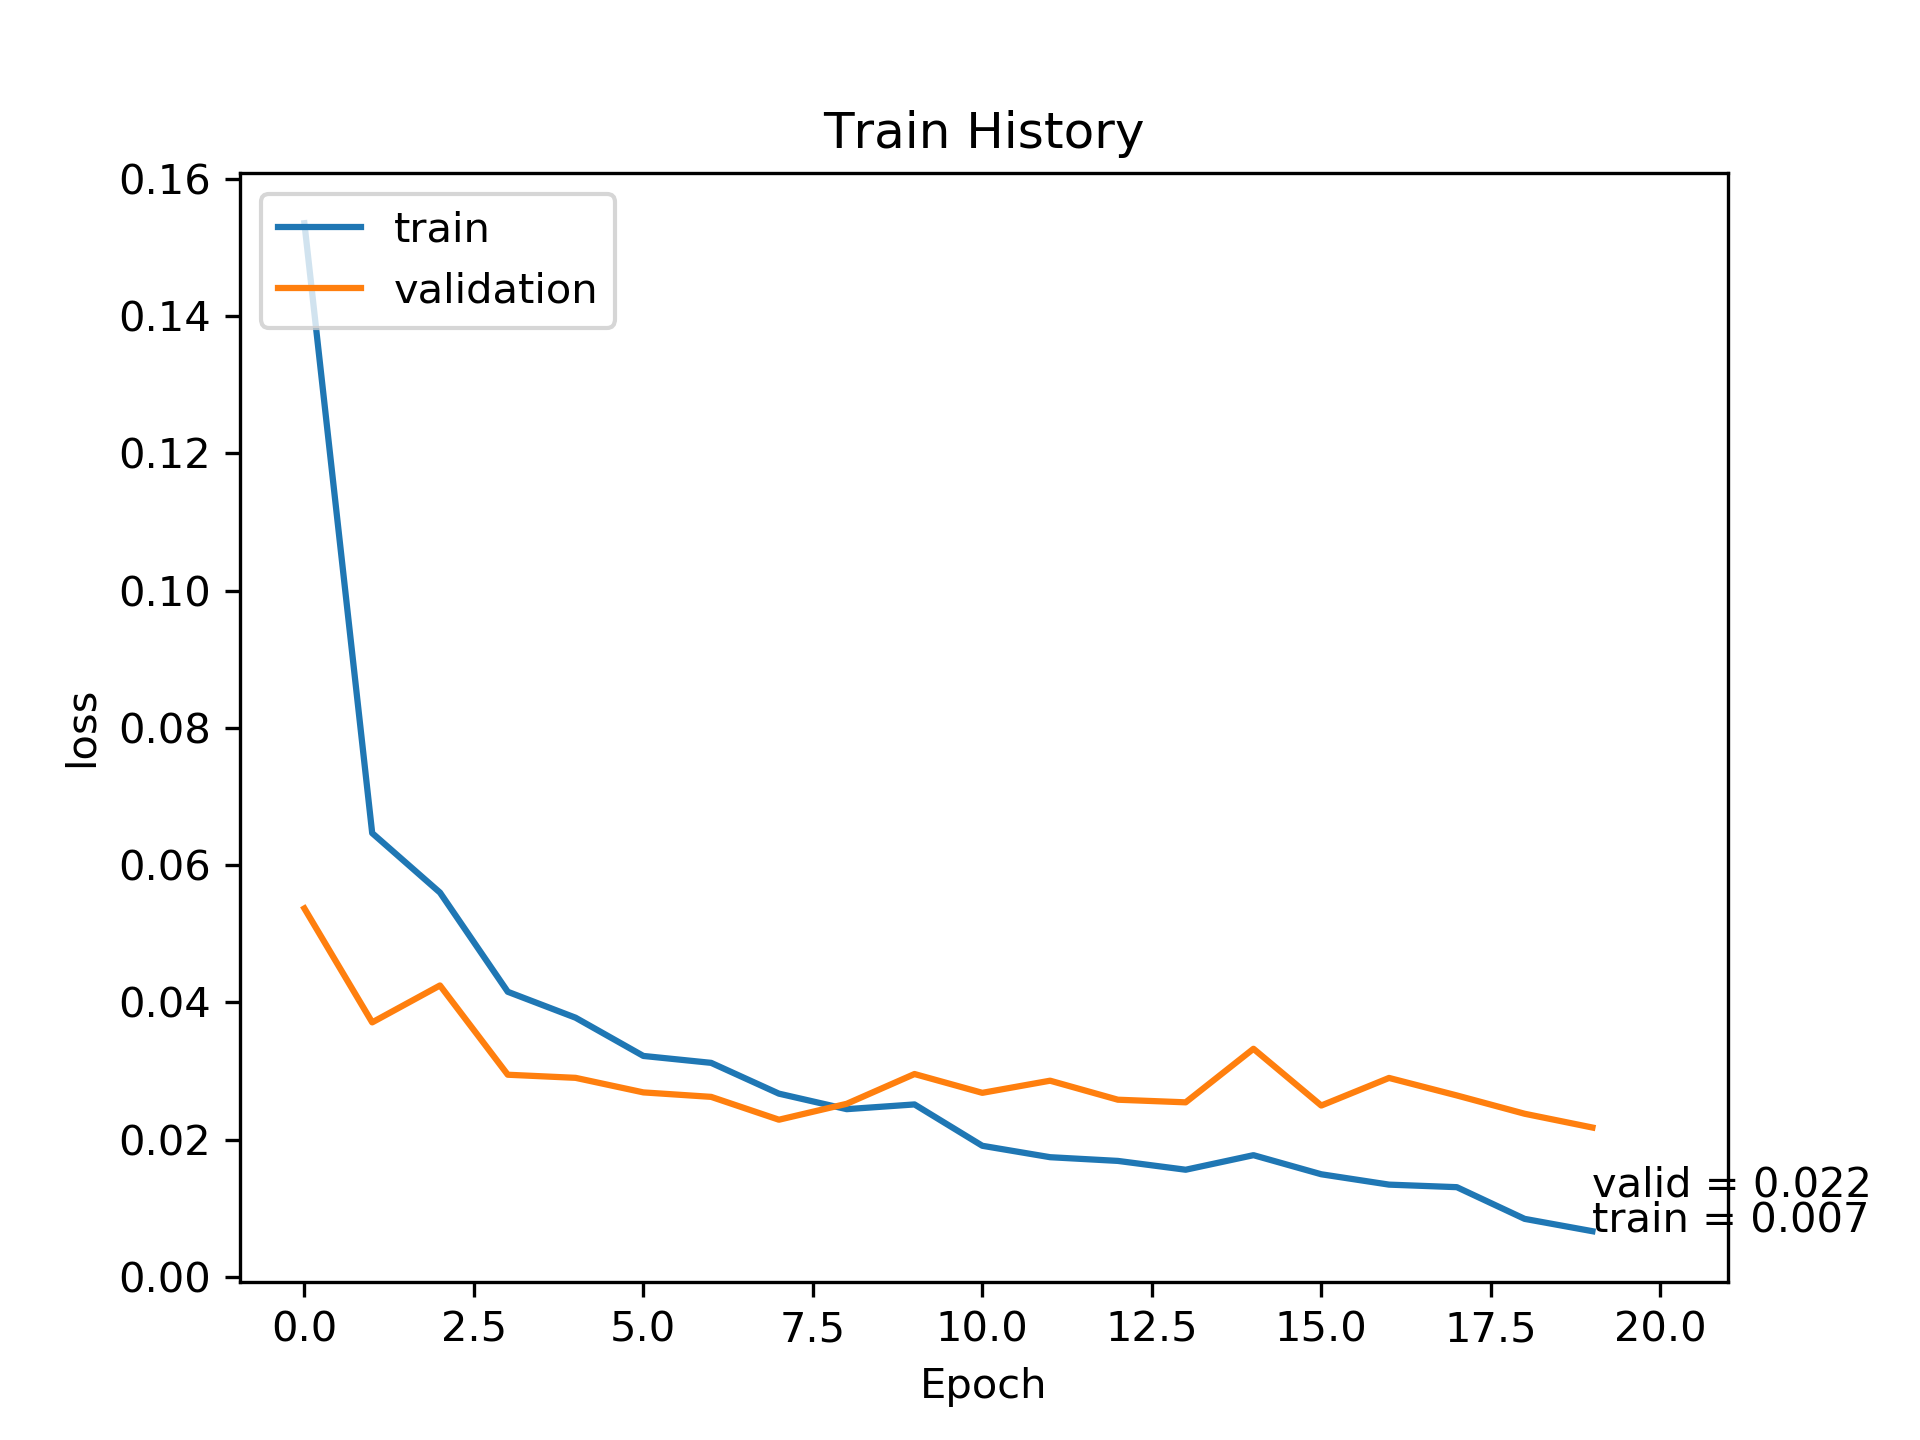 Train History
train
validation
0.16
0.14
0.12
0.10
0.08
0.06
0.04
0.02
0.00
loss
valid = 0.022
train = 0.007
0.0 2.5 5.0 7.5 10.0 12.5 15.0 17.5 20.0
Epoch